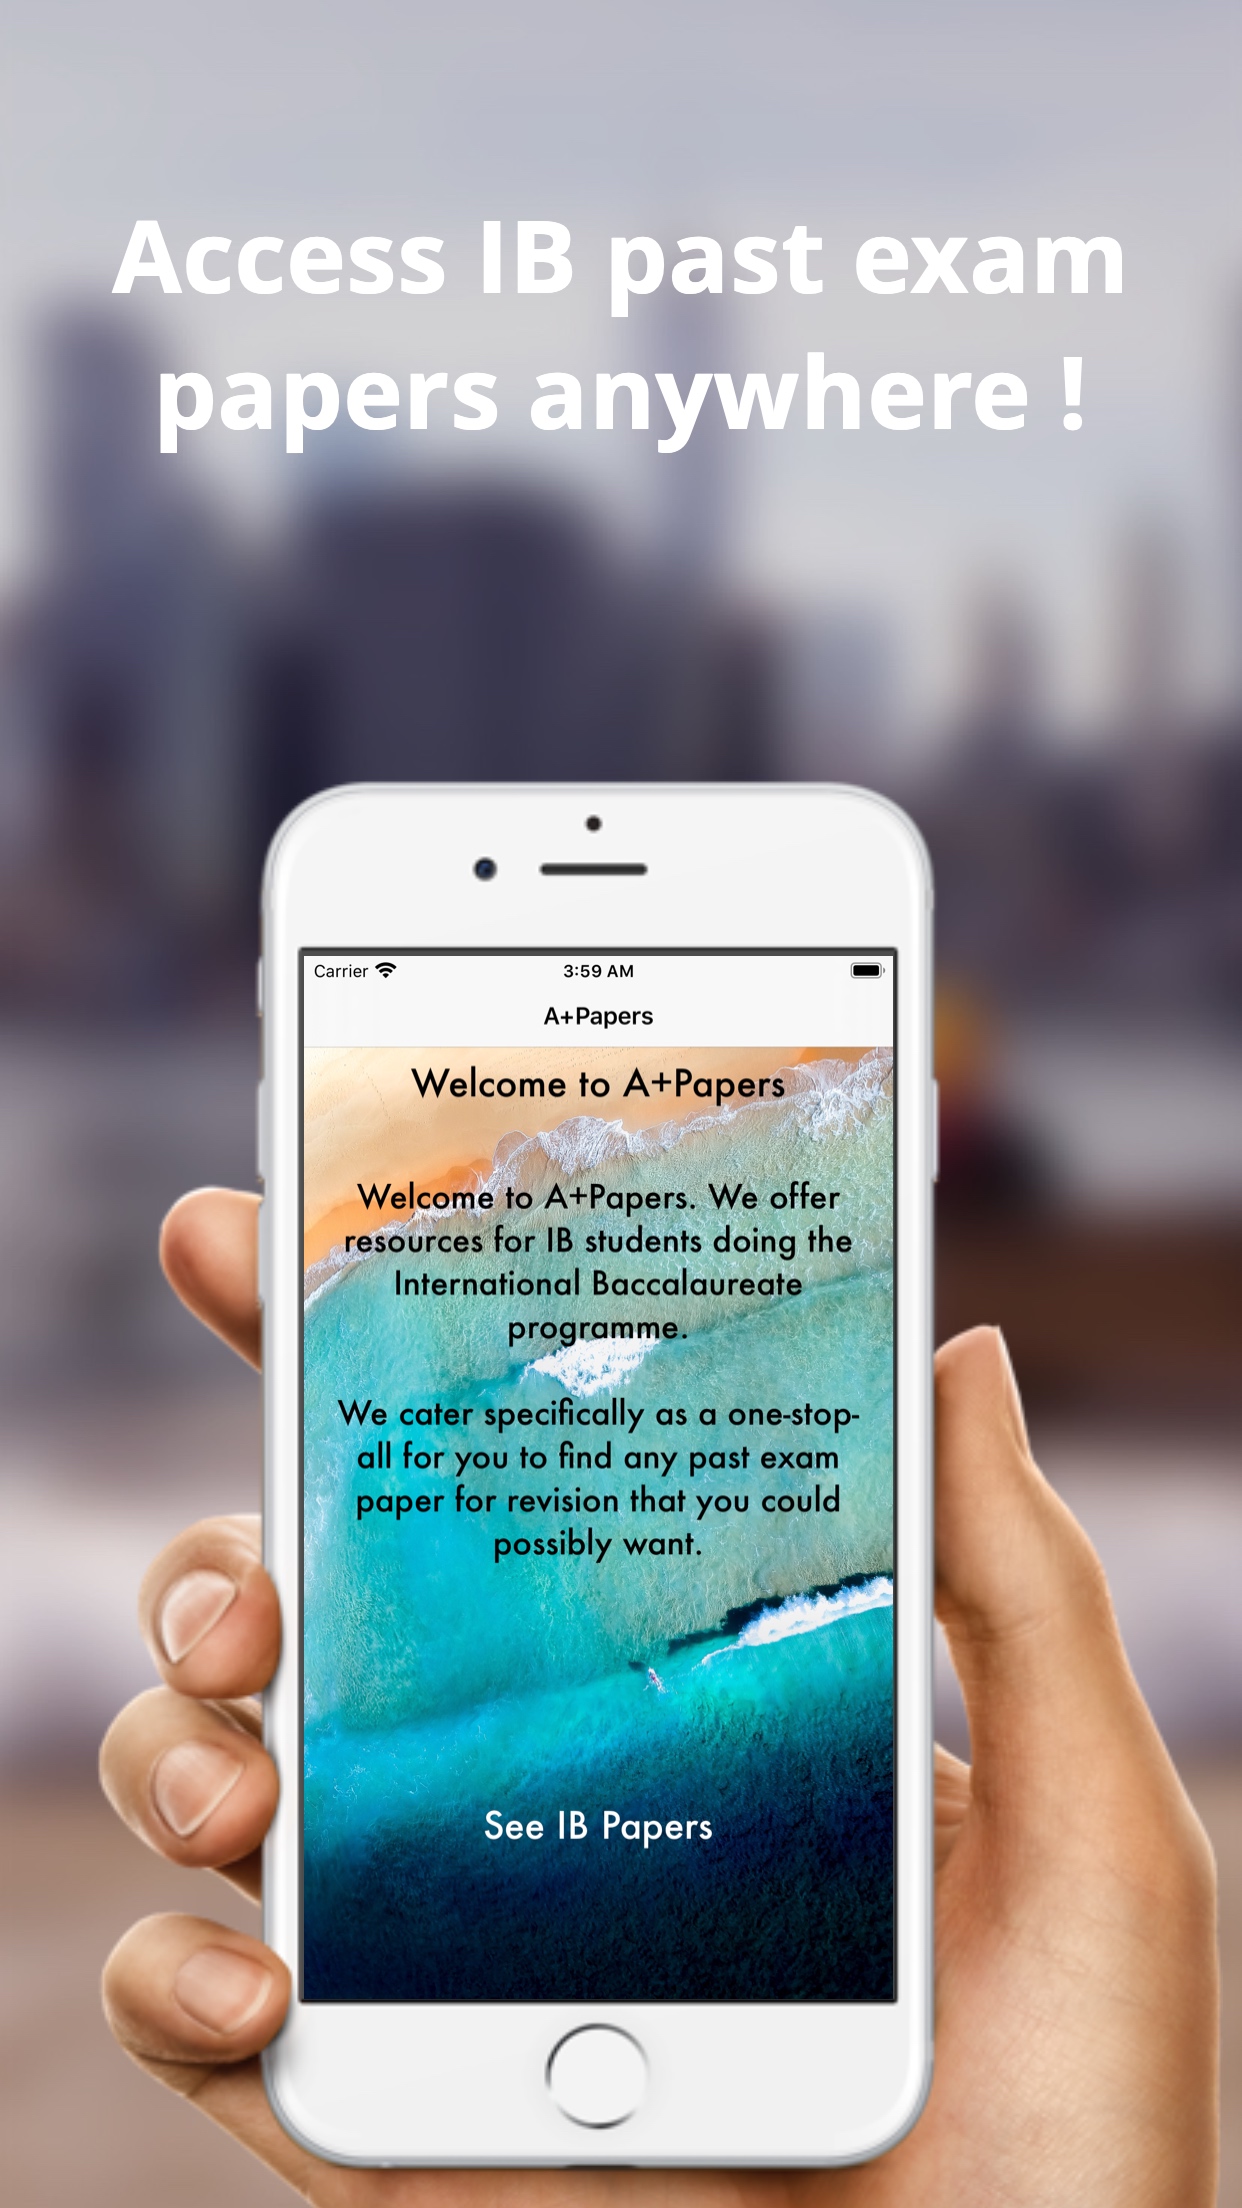 Access IB past exam
papers anywhere !
Carrier
3:59 AM
A+Papers
Welcome to A+Papers
Welcome to A+Papers. We offer
resources for IB students doing the
International Baccalaureate
programme.
We cater specifically as a one-stop-
all for you to find any past exam
paper for revision that you could
possibly want.
See IB Papers